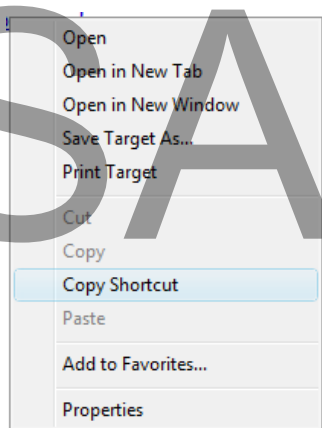 SA
Open
Open in New Tab
Open in New Window
Save Target As...
Print Target
Cut
Copy
Copy Shortcut
Paste
Add to Favorites...
Properties